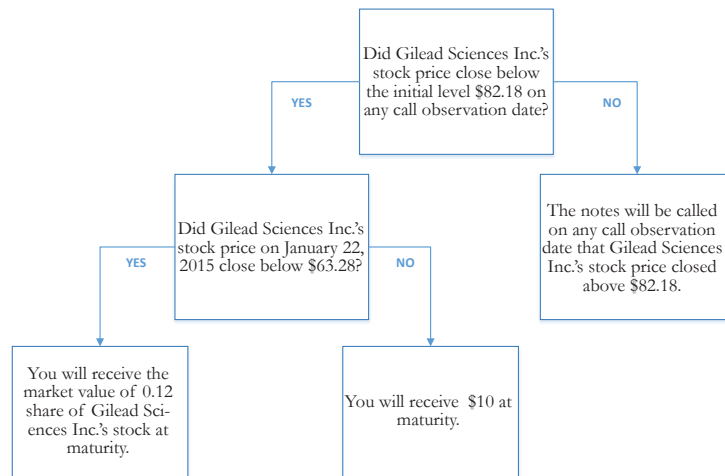 Did Gilead Sciences Inc.'s
stock price close below
the initial level $82.18 on
any call observation date?
YES
NO
Did Gilead Sciences Inc.'s
stock price on January 22,
2015 close below $63.28?
The notes will be called
on any call observation
date that Gilead Sciences
Inc.'s stock price closed
above $82.18.
YES
NO
You will receive the
market value of 0.12
share of Gilead Sci-
ences Inc.'s stock at
maturity.
You will receive $10 at
maturity.